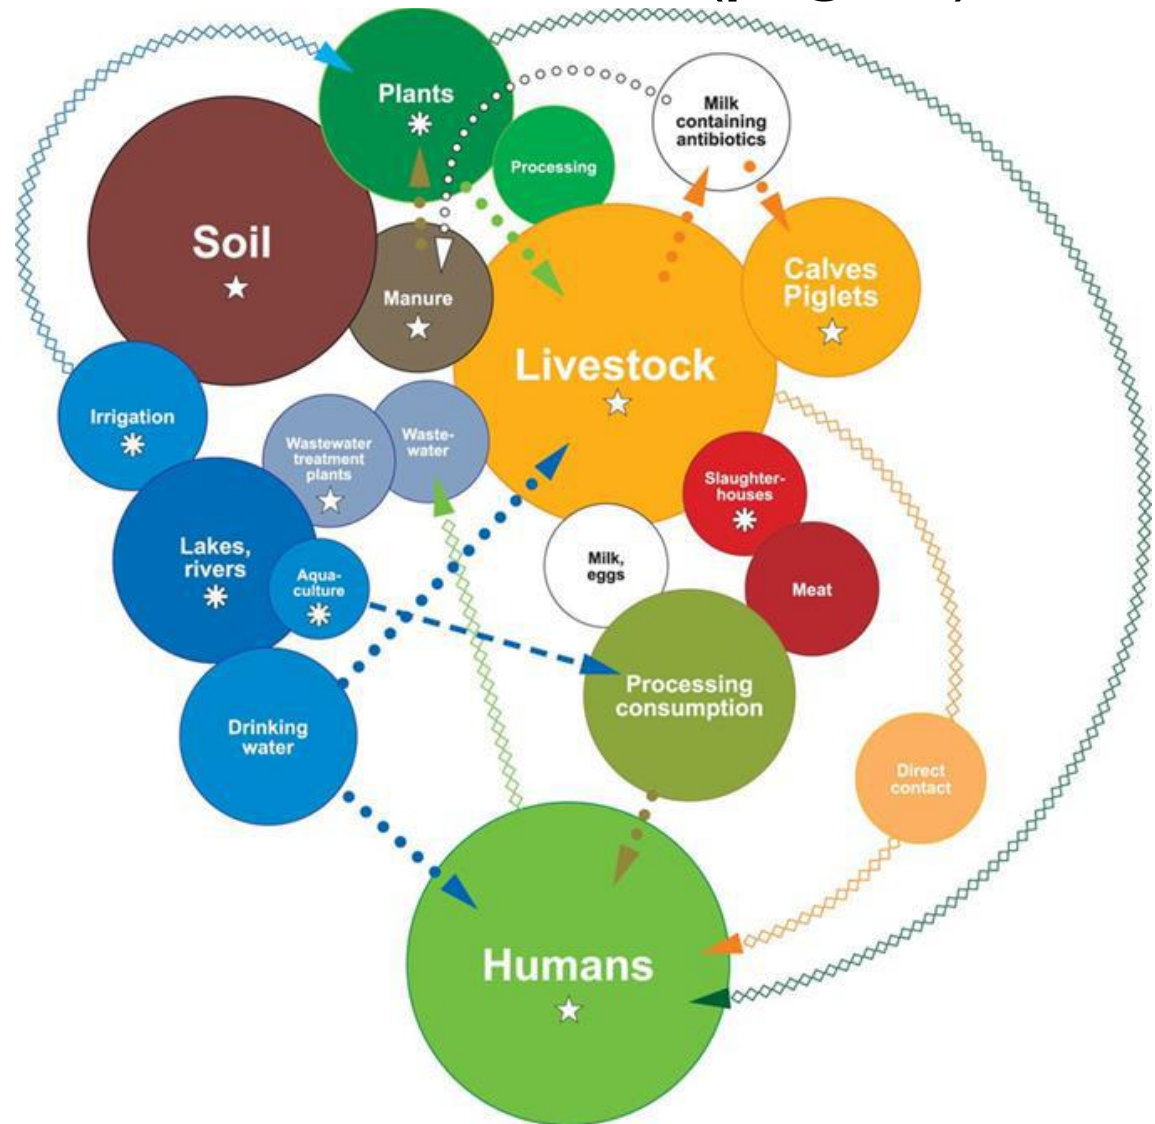 Plants
Milk
containing
antibiotics
Processing
Soil
Calves
Piglets
Manure
Livestock
Irrigation
Wastewater
treatment
plants
Waste-
water
Slaughter-
houses
Lakes,
rivers
Aqua-
culture
Milk,
eggs
Meat
Processing
consumption
Drinking
water
Direct
contact
Humans